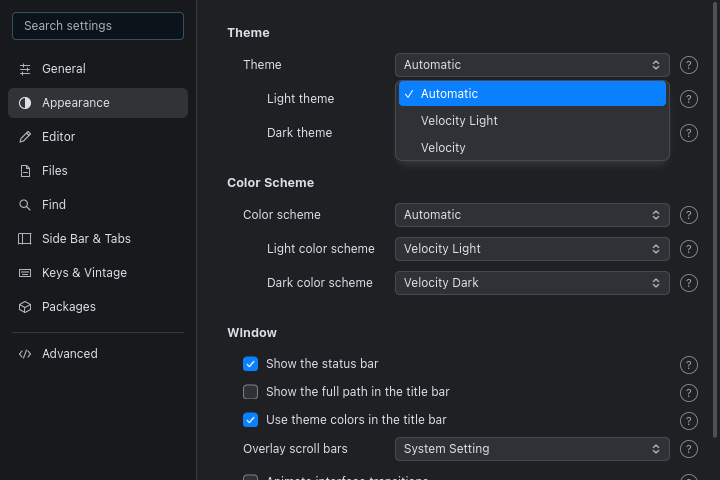 Search settings
General
Appearance
Editor
Files
Find
Side Bar & Tabs
Keys & Vintage
Packages
Advanced
Theme
Theme
Automatic
?
Light theme
?
Dark theme
?
✓ Automatic
Velocity Light
Velocity
Color Scheme
Color scheme
Automatic
?
Light color scheme
Velocity Light
?
Dark color scheme
Velocity Dark
?
Window
Show the status bar
?
Show the full path in the title bar
?
Use theme colors in the title bar
?
Overlay scroll bars
System Setting
?
Animate interface transitions